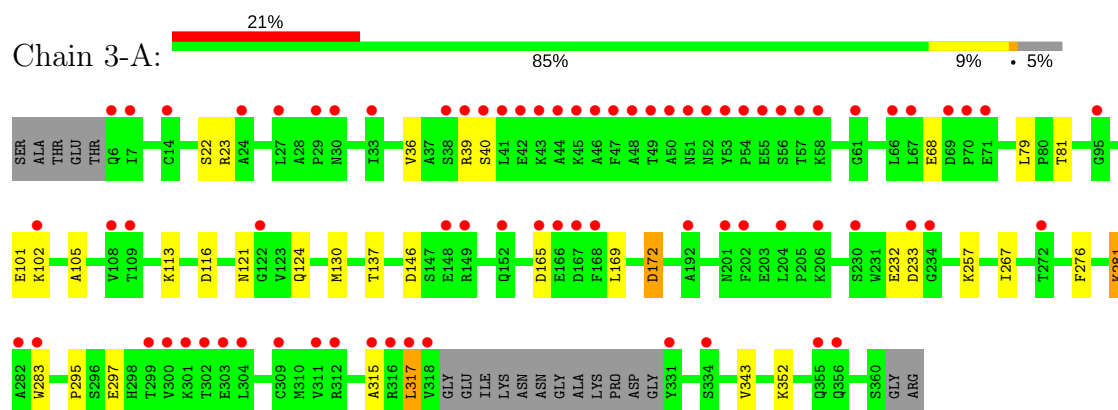 21%
Chain 3-A:
85% 9% • 5%
SER ALA THR GLU THR Q6 I7 C14 S22 R23 A24 L27 A28 P29 N30 I33 V36 A37 S38 R39 S40 L41 E42 K43 A44 K45 A46 F47 A48 T49 A50 N51 N52 Y53 P54 E55 S56 T57 K58 G61 L66 L67 E68 D69 P70 E71 L79 P80 T81 G95
E101 K102 A105 V108 T109 K113 D116 N121 G122 V123 Q124 M130 T137 D146 S147 E148 R149 Q152 D165 E166 D167 F168 L169 D172 A192 N201 F202 E203 L204 P205 K206 S230 W231 E232 D233 G234 K257 I267 T272 F276 K281
A282 W283 P295 S296 E297 H298 T299 V300 K301 T302 E303 L304 C309 M310 V311 R312 A315 R316 L317 V318 GLY GLU ILE LYS ASN ASN GLY ALA LYS PRO ASP GLY Y331 S334 V343 K352 Q355 Q356 S360 GLY ARG